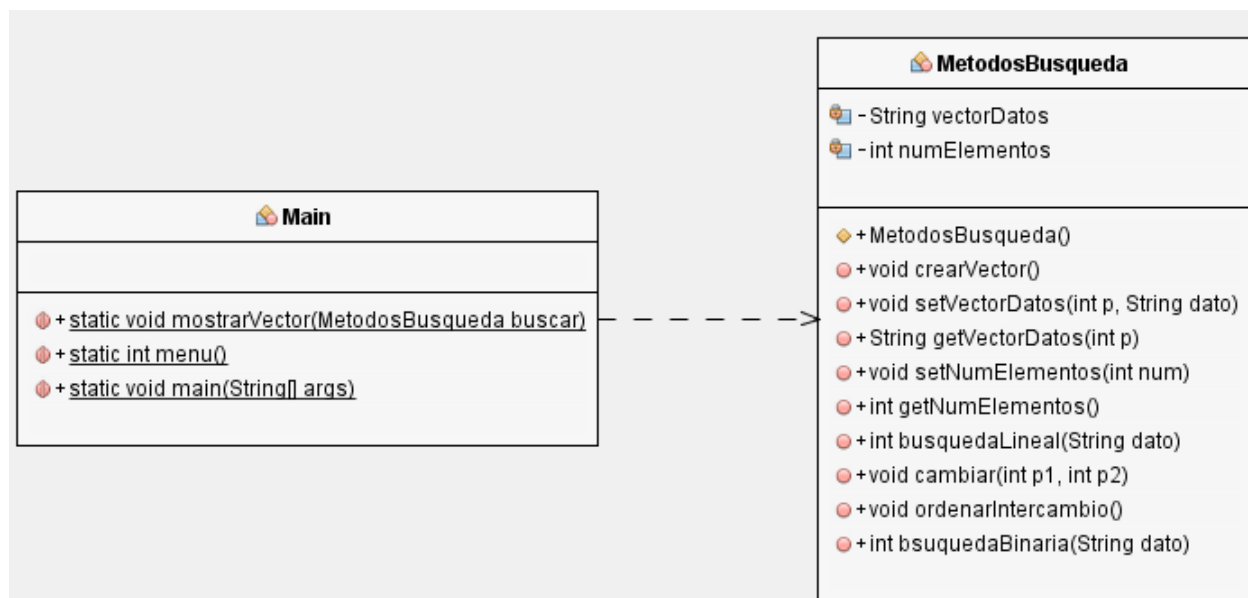 Main
+ static void mostrarVector(MetodosBusqueda buscar)
+ static int menu()
+ static void main(String[] args)
MetodosBusqueda
- String vectorDatos
- int numElementos
+ MetodosBusqueda()
+ void crearVector()
+ void setVectorDatos(int p, String dato)
+ String getVectorDatos(int p)
+ void setNumElementos(int num)
+ int getNumElementos()
+ int busquedaLineal(String dato)
+ void cambiar(int p1, int p2)
+ void ordenarIntercambio()
+ int bsuquedaBinaria(String dato)